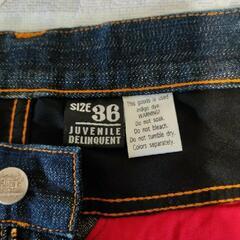 SIZE 36
JUVENILE
DELINQUENT
This goods is used
indigo dye
WARNING!
Do not soak.
Do not bleach.
Do not tumble dry.
Colors separately.